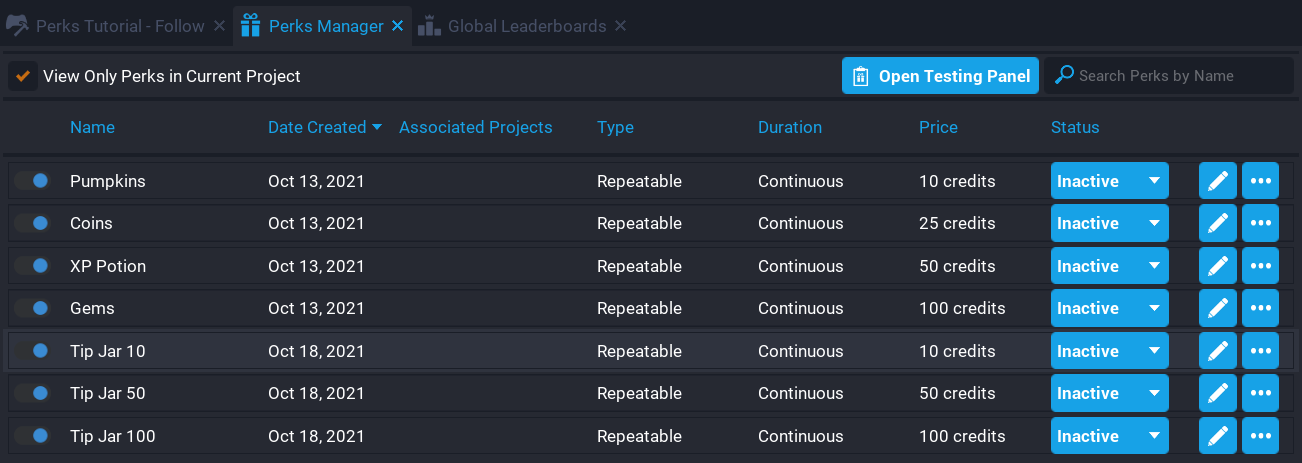 Perks Tutorial - Follow Perks Manager Global Leaderboards
View Only Perks in Current Project Open Testing Panel Search Perks by Name
Name Date Created Associated Projects Type Duration Price Status
Pumpkins Oct 13, 2021 Repeatable Continuous 10 credits Inactive
Coins Oct 13, 2021 Repeatable Continuous 25 credits Inactive
XP Potion Oct 13, 2021 Repeatable Continuous 50 credits Inactive
Gems Oct 13, 2021 Repeatable Continuous 100 credits Inactive
Tip Jar 10 Oct 18, 2021 Repeatable Continuous 10 credits Inactive
Tip Jar 50 Oct 18, 2021 Repeatable Continuous 50 credits Inactive
Tip Jar 100 Oct 18, 2021 Repeatable Continuous 100 credits Inactive